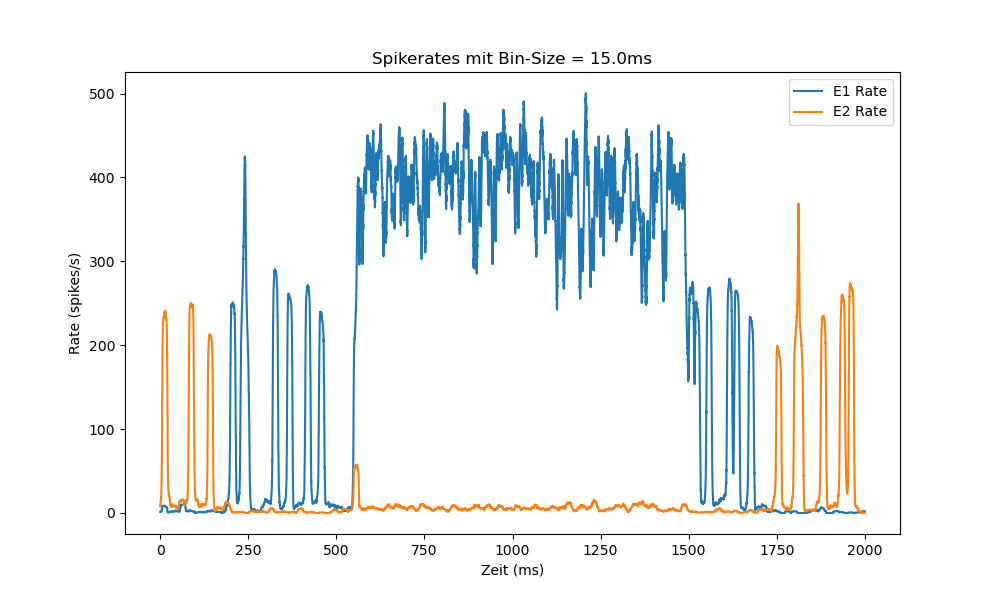 Spikerates mit Bin-Size = 15.0ms
E1 Rate
E2 Rate
500
400
300
200
100
0
Rate (spikes/s)
0 250 500 750 1000 1250 1500 1750 2000
Zeit (ms)